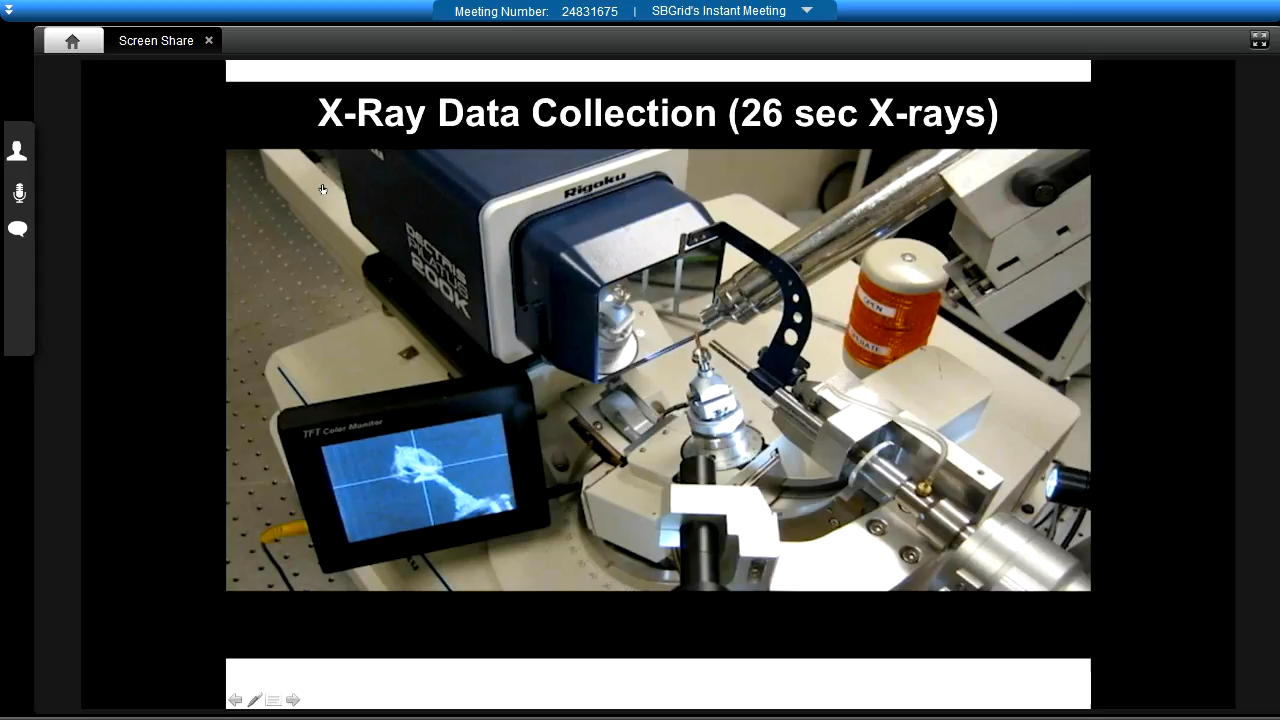 Meeting Number: 24831675 | SBGrid's Instant Meeting
Screen Share
X-Ray Data Collection (26 sec X-rays)
Rigaku
DECTRIS
PILATUS
200K
OPEN
TFT Color Monitor